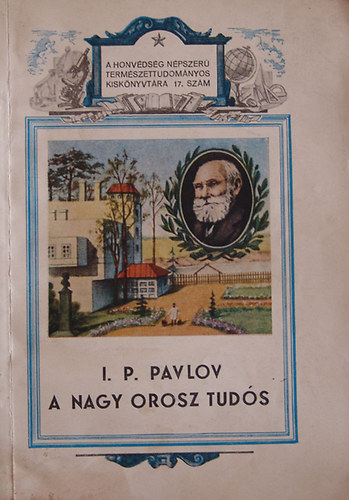 A HONVÉDSÉG NÉPSZERŰ
TERMÉSZETTUDOMÁNYOS
KISKÖNYVTÁRA 17. SZÁM
I. P. PAVLOV
A NAGY OROSZ TUDÓS